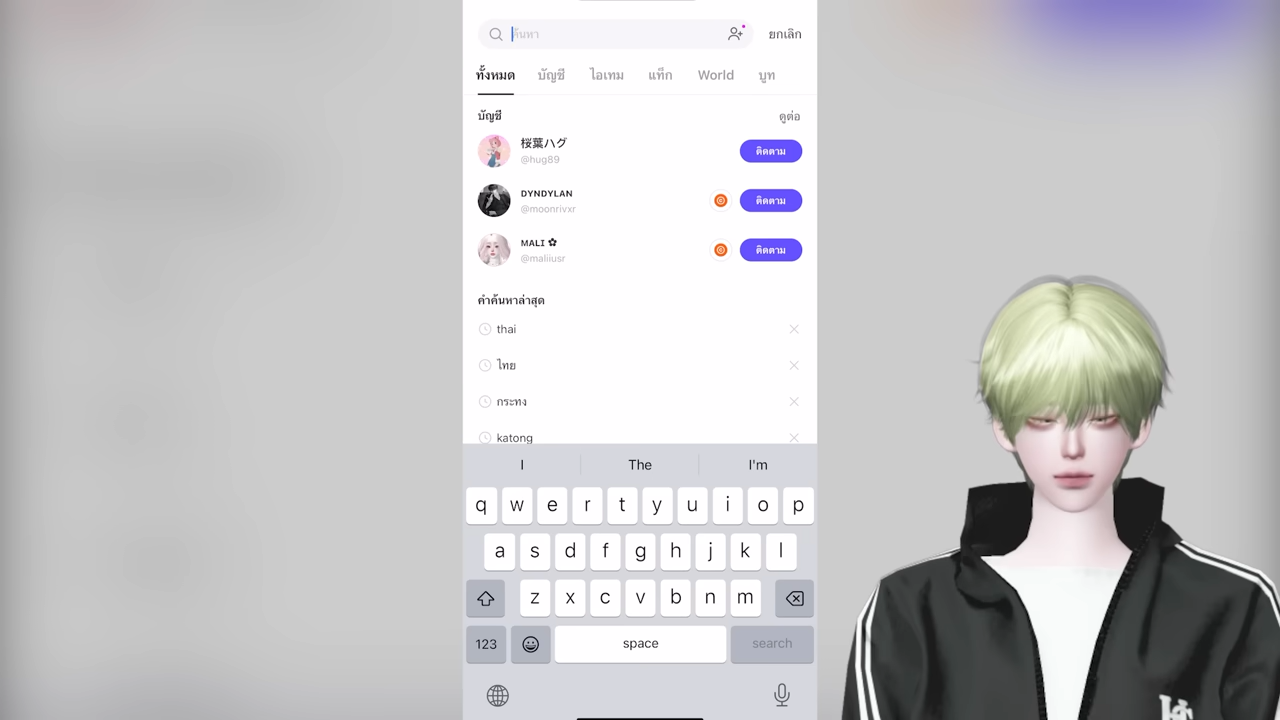 ค้นหา
ยกเลิก
ทั้งหมด บัญชี ไอเทม แท็ก World บูท
บัญชี ดูต่อ
桜葉ハグ
@hug89
ติดตาม
DYNDYLAN
@moonrivxr
ติดตาม
MALI ✿
@maliiusr
ติดตาม
คำค้นหาล่าสุด
thai
ไทย
กระทง
katong
I The I'm
q w e r t y u i o p
a s d f g h j k l
z x c v b n m
123 space search